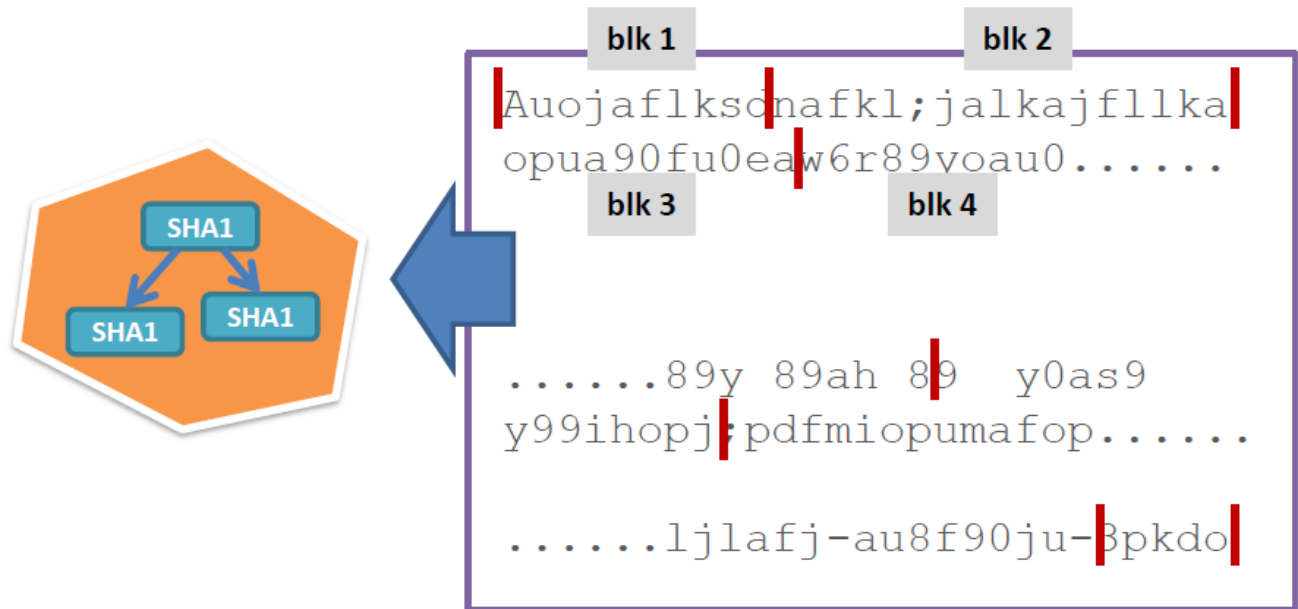 blk 1
blk 2
Auojaflksdnafkl;jalkajfllka
opua90fu0eaw6r89yoau0......
blk 3
blk 4
SHA1
SHA1
SHA1
......89y 89ah 89  y0as9
y99ihopj;pdfmiopumafop......
......ljlafj-au8f90ju-8pkdo